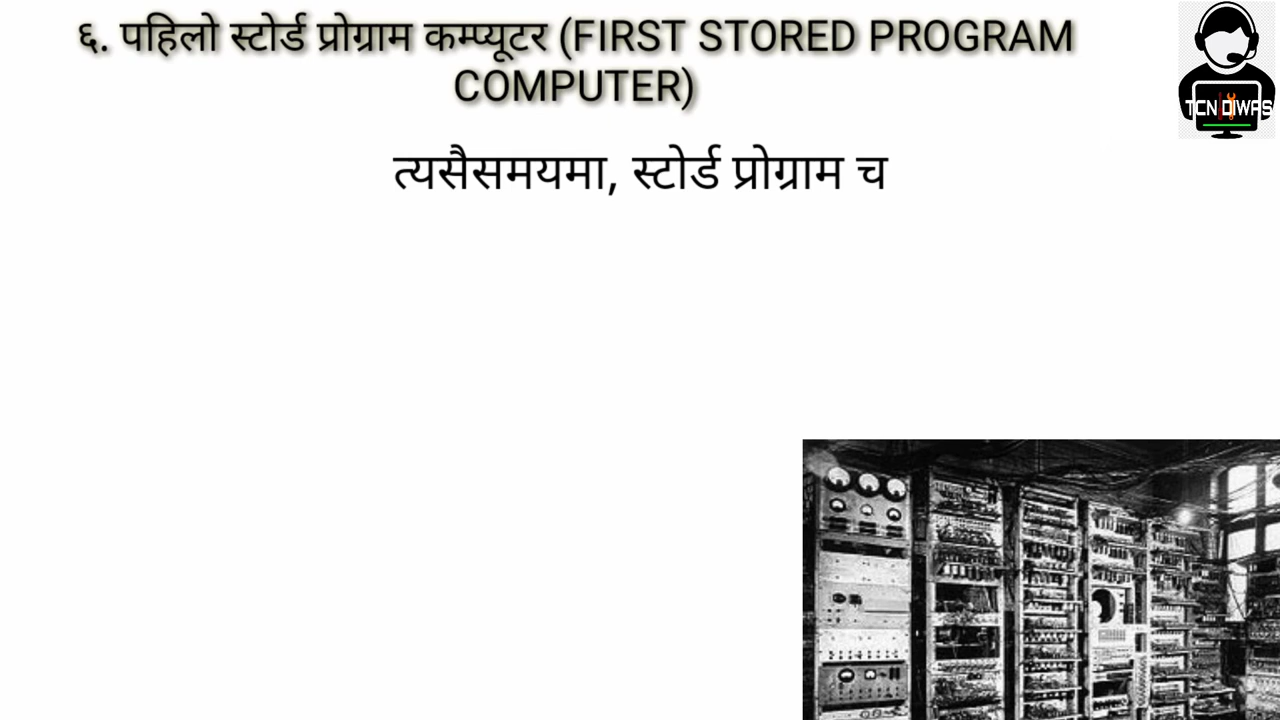 ६. पहिलो स्टोर्ड प्रोग्राम कम्प्यूटर (FIRST STORED PROGRAM
COMPUTER)
TCN DIWAS
त्यसैसमयमा, स्टोर्ड प्रोग्राम च